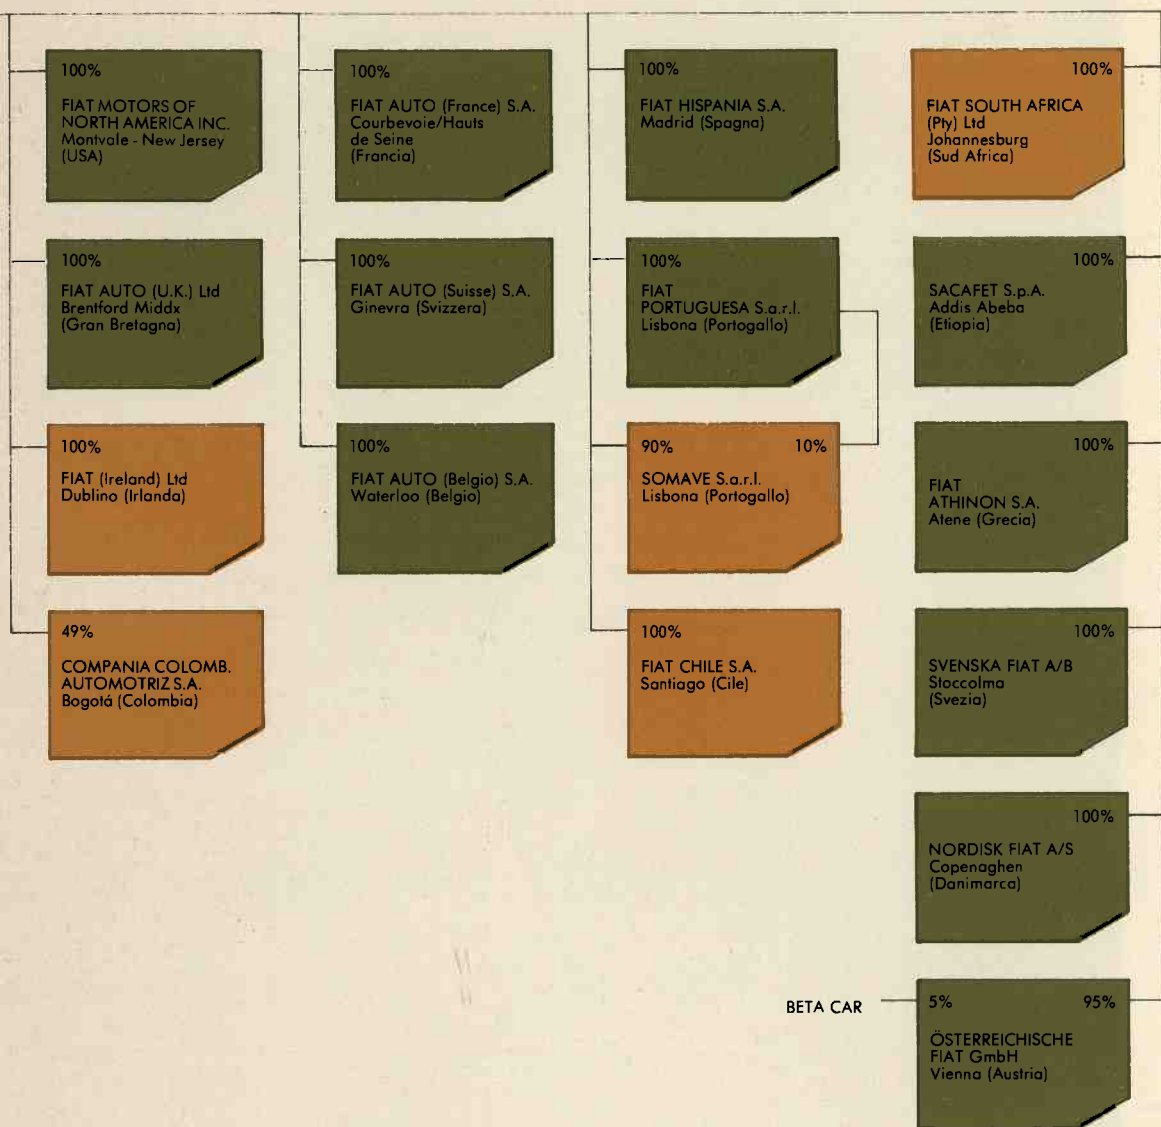 100%
FIAT MOTORS OF
NORTH AMERICA INC.
Montvale - New Jersey
(USA)
100%
FIAT AUTO (U.K.) Ltd
Brentford Middx
(Gran Bretagna)
100%
FIAT (Ireland) Ltd
Dublino (Irlanda)
49%
COMPANIA COLOMB.
AUTOMOTRIZ S.A.
Bogotá (Colombia)
100%
FIAT AUTO (France) S.A.
Courbevoie/Hauts
de Seine
(Francia)
100%
FIAT AUTO (Suisse) S.A.
Ginevra (Svizzera)
100%
FIAT AUTO (Belgio) S.A.
Waterloo (Belgio)
100%
FIAT HISPANIA S.A.
Madrid (Spagna)
100%
FIAT
PORTUGUESA S.a.r.l.
Lisbona (Portogallo)
90% 10%
SOMAVE S.a.r.l.
Lisbona (Portogallo)
100%
FIAT CHILE S.A.
Santiago (Cile)
100%
FIAT SOUTH AFRICA
(Pty) Ltd
Johannesburg
(Sud Africa)
100%
SACAFET S.p.A.
Addis Abeba
(Etiopia)
100%
FIAT
ATHINON S.A.
Atene (Grecia)
100%
SVENSKA FIAT A/B
Stoccolma
(Svezia)
100%
NORDISK FIAT A/S
Copenaghen
(Danimarca)
BETA CAR
5% 95%
ÖSTERREICHISCHE
FIAT GmbH
Vienna (Austria)